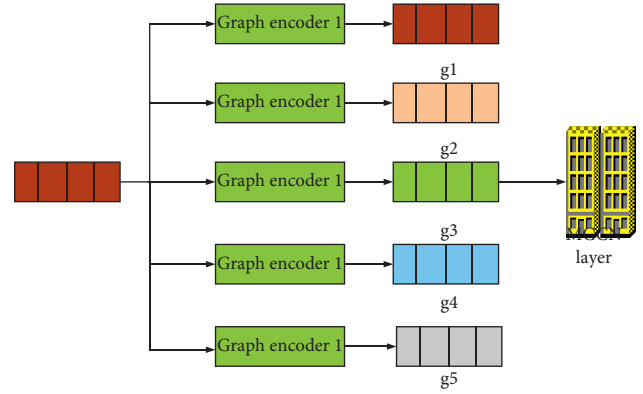 Graph encoder 1
g1
Graph encoder 1
g2
Graph encoder 1
g3
Graph encoder 1
g4
Graph encoder 1
g5
MGCN
layer